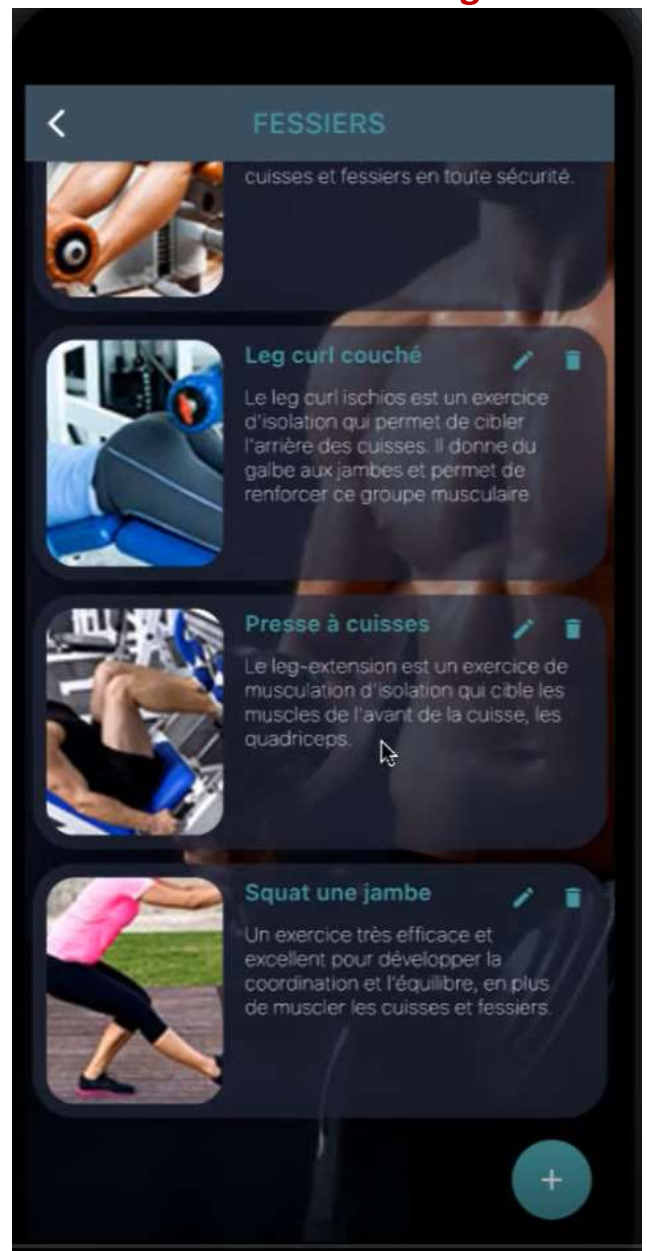 FESSIERS
cuisses et fessiers en toute sécurité.
Leg curl couché
Le leg curl ischios est un exercice
d'isolation qui permet de cibler
l'arrière des cuisses. Il donne du
galbe aux jambes et permet de
renforcer ce groupe musculaire
Presse à cuisses
Le leg-extension est un exercice de
musculation d'isolation qui cible les
muscles de l'avant de la cuisse, les
quadriceps.
Squat une jambe
Un exercice très efficace et
excellent pour développer la
coordination et l'équilibre, en plus
de muscler les cuisses et fessiers.
+